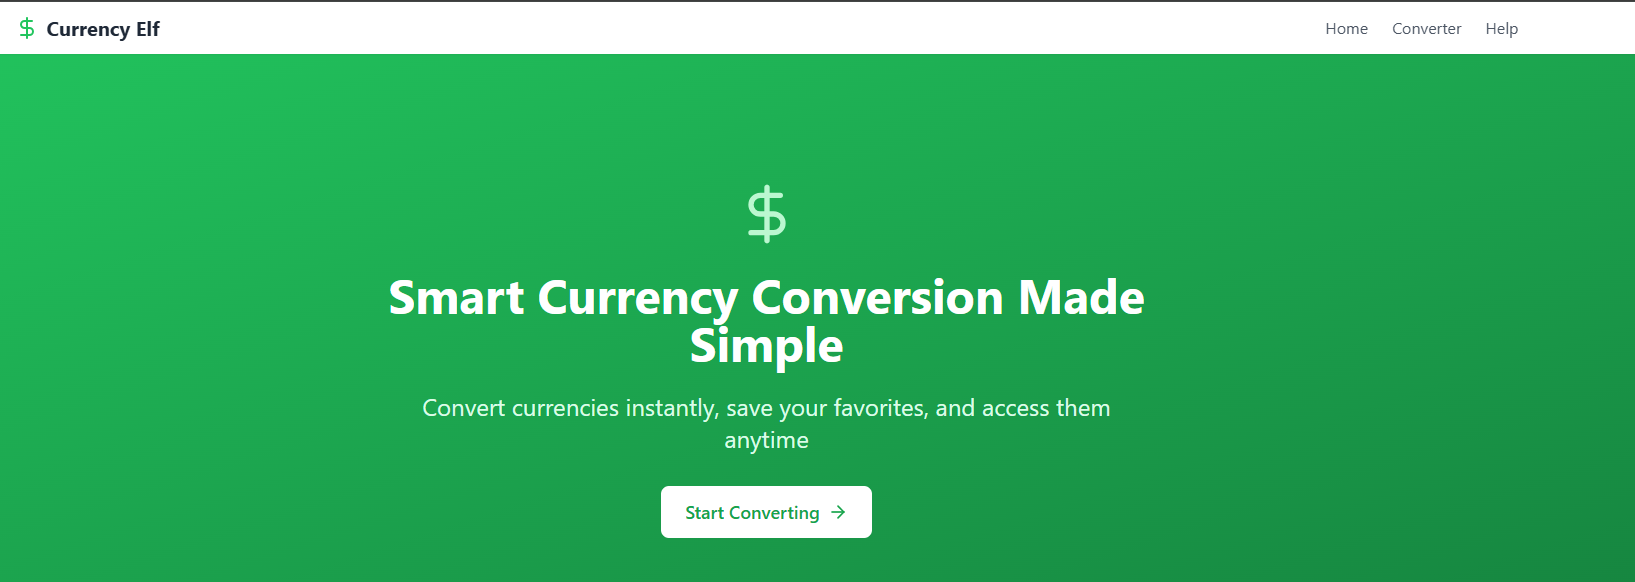 Currency Elf
Home Converter Help
Smart Currency Conversion Made
Simple
Convert currencies instantly, save your favorites, and access them
anytime
Start Converting →